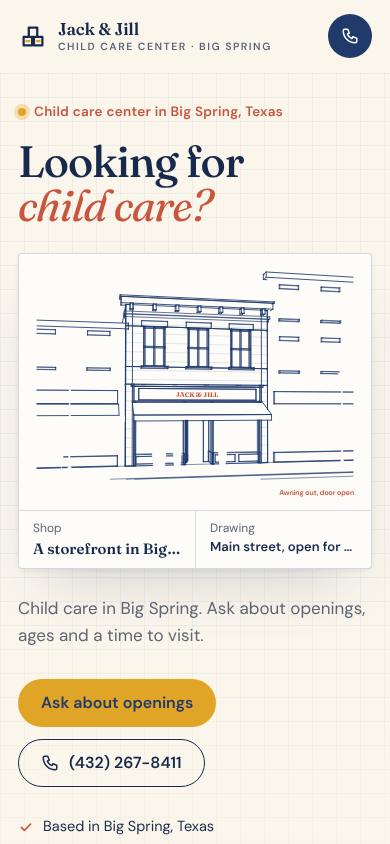 Jack & Jill
CHILD CARE CENTER · BIG SPRING
Child care center in Big Spring, Texas
Looking for
child care?
JACK & JILL
Awning out, door open
Shop
A storefront in Big...
Drawing
Main street, open for ...
Child care in Big Spring. Ask about openings,
ages and a time to visit.
Ask about openings
(432) 267-8411
Based in Big Spring, Texas